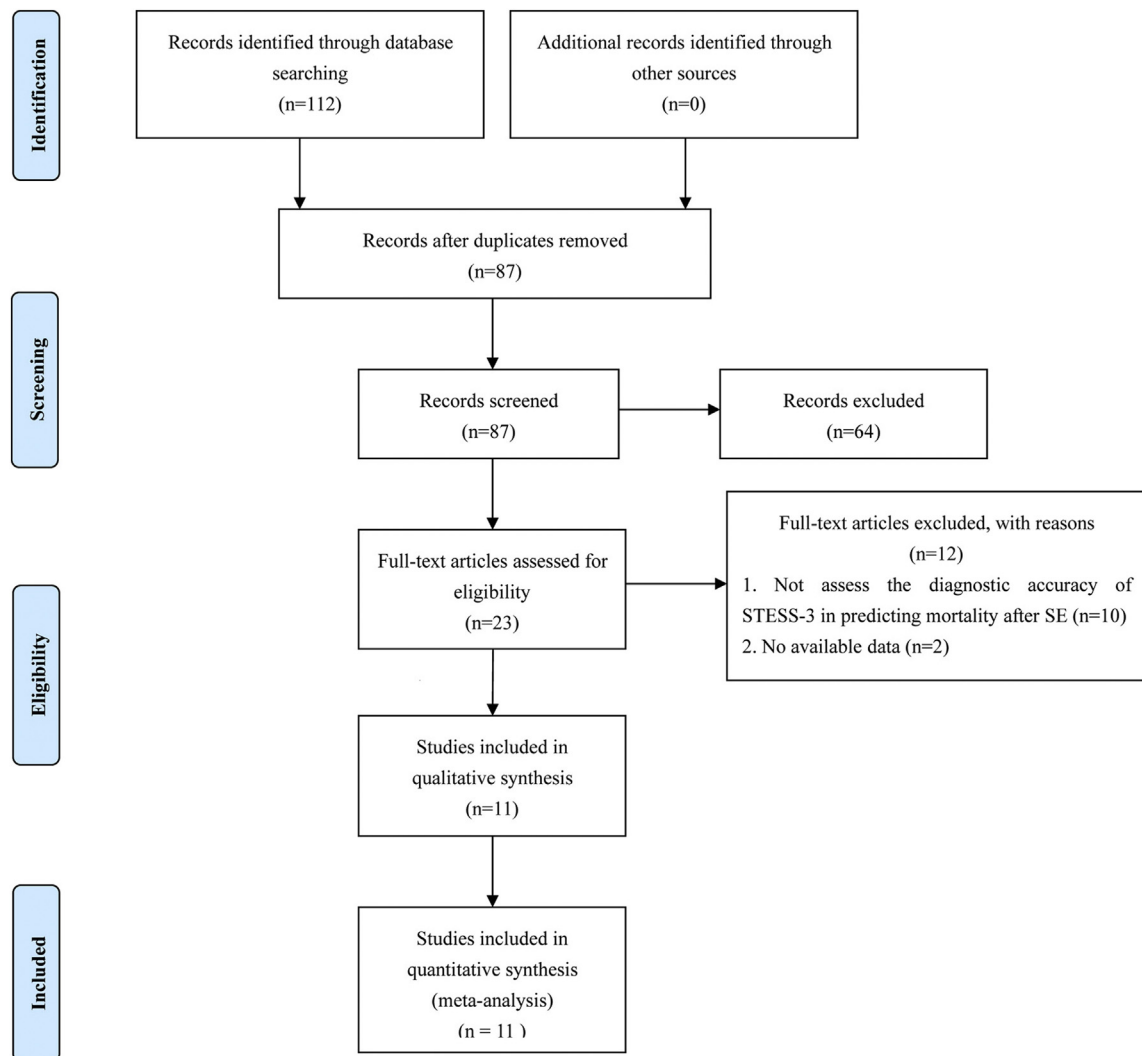 Identification
Records identified through database
searching
(n=112)
Additional records identified through
other sources
(n=0)
Records after duplicates removed
(n=87)
Screening
Records screened
(n=87)
Records excluded
(n=64)
Eligibility
Full-text articles assessed for
eligibility
(n=23)
Full-text articles excluded, with reasons
(n=12)
1. Not assess the diagnostic accuracy of
STESS-3 in predicting mortality after SE (n=10)
2. No available data (n=2)
Studies included in
qualitative synthesis
(n=11)
Included
Studies included in
quantitative synthesis
(meta-analysis)
(n = 11 )